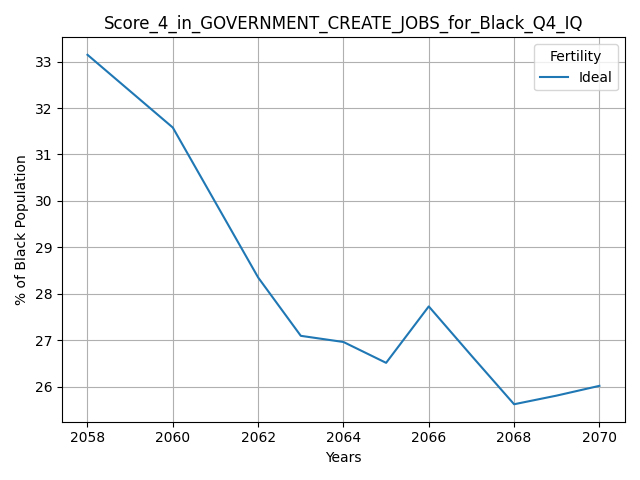 Score_4_in_GOVERNMENT_CREATE_JOBS_for_Black_Q4_IQ
Fertility
Ideal
33
32
31
30
29
28
27
26
% of Black Population
2058 2060 2062 2064 2066 2068 2070
Years